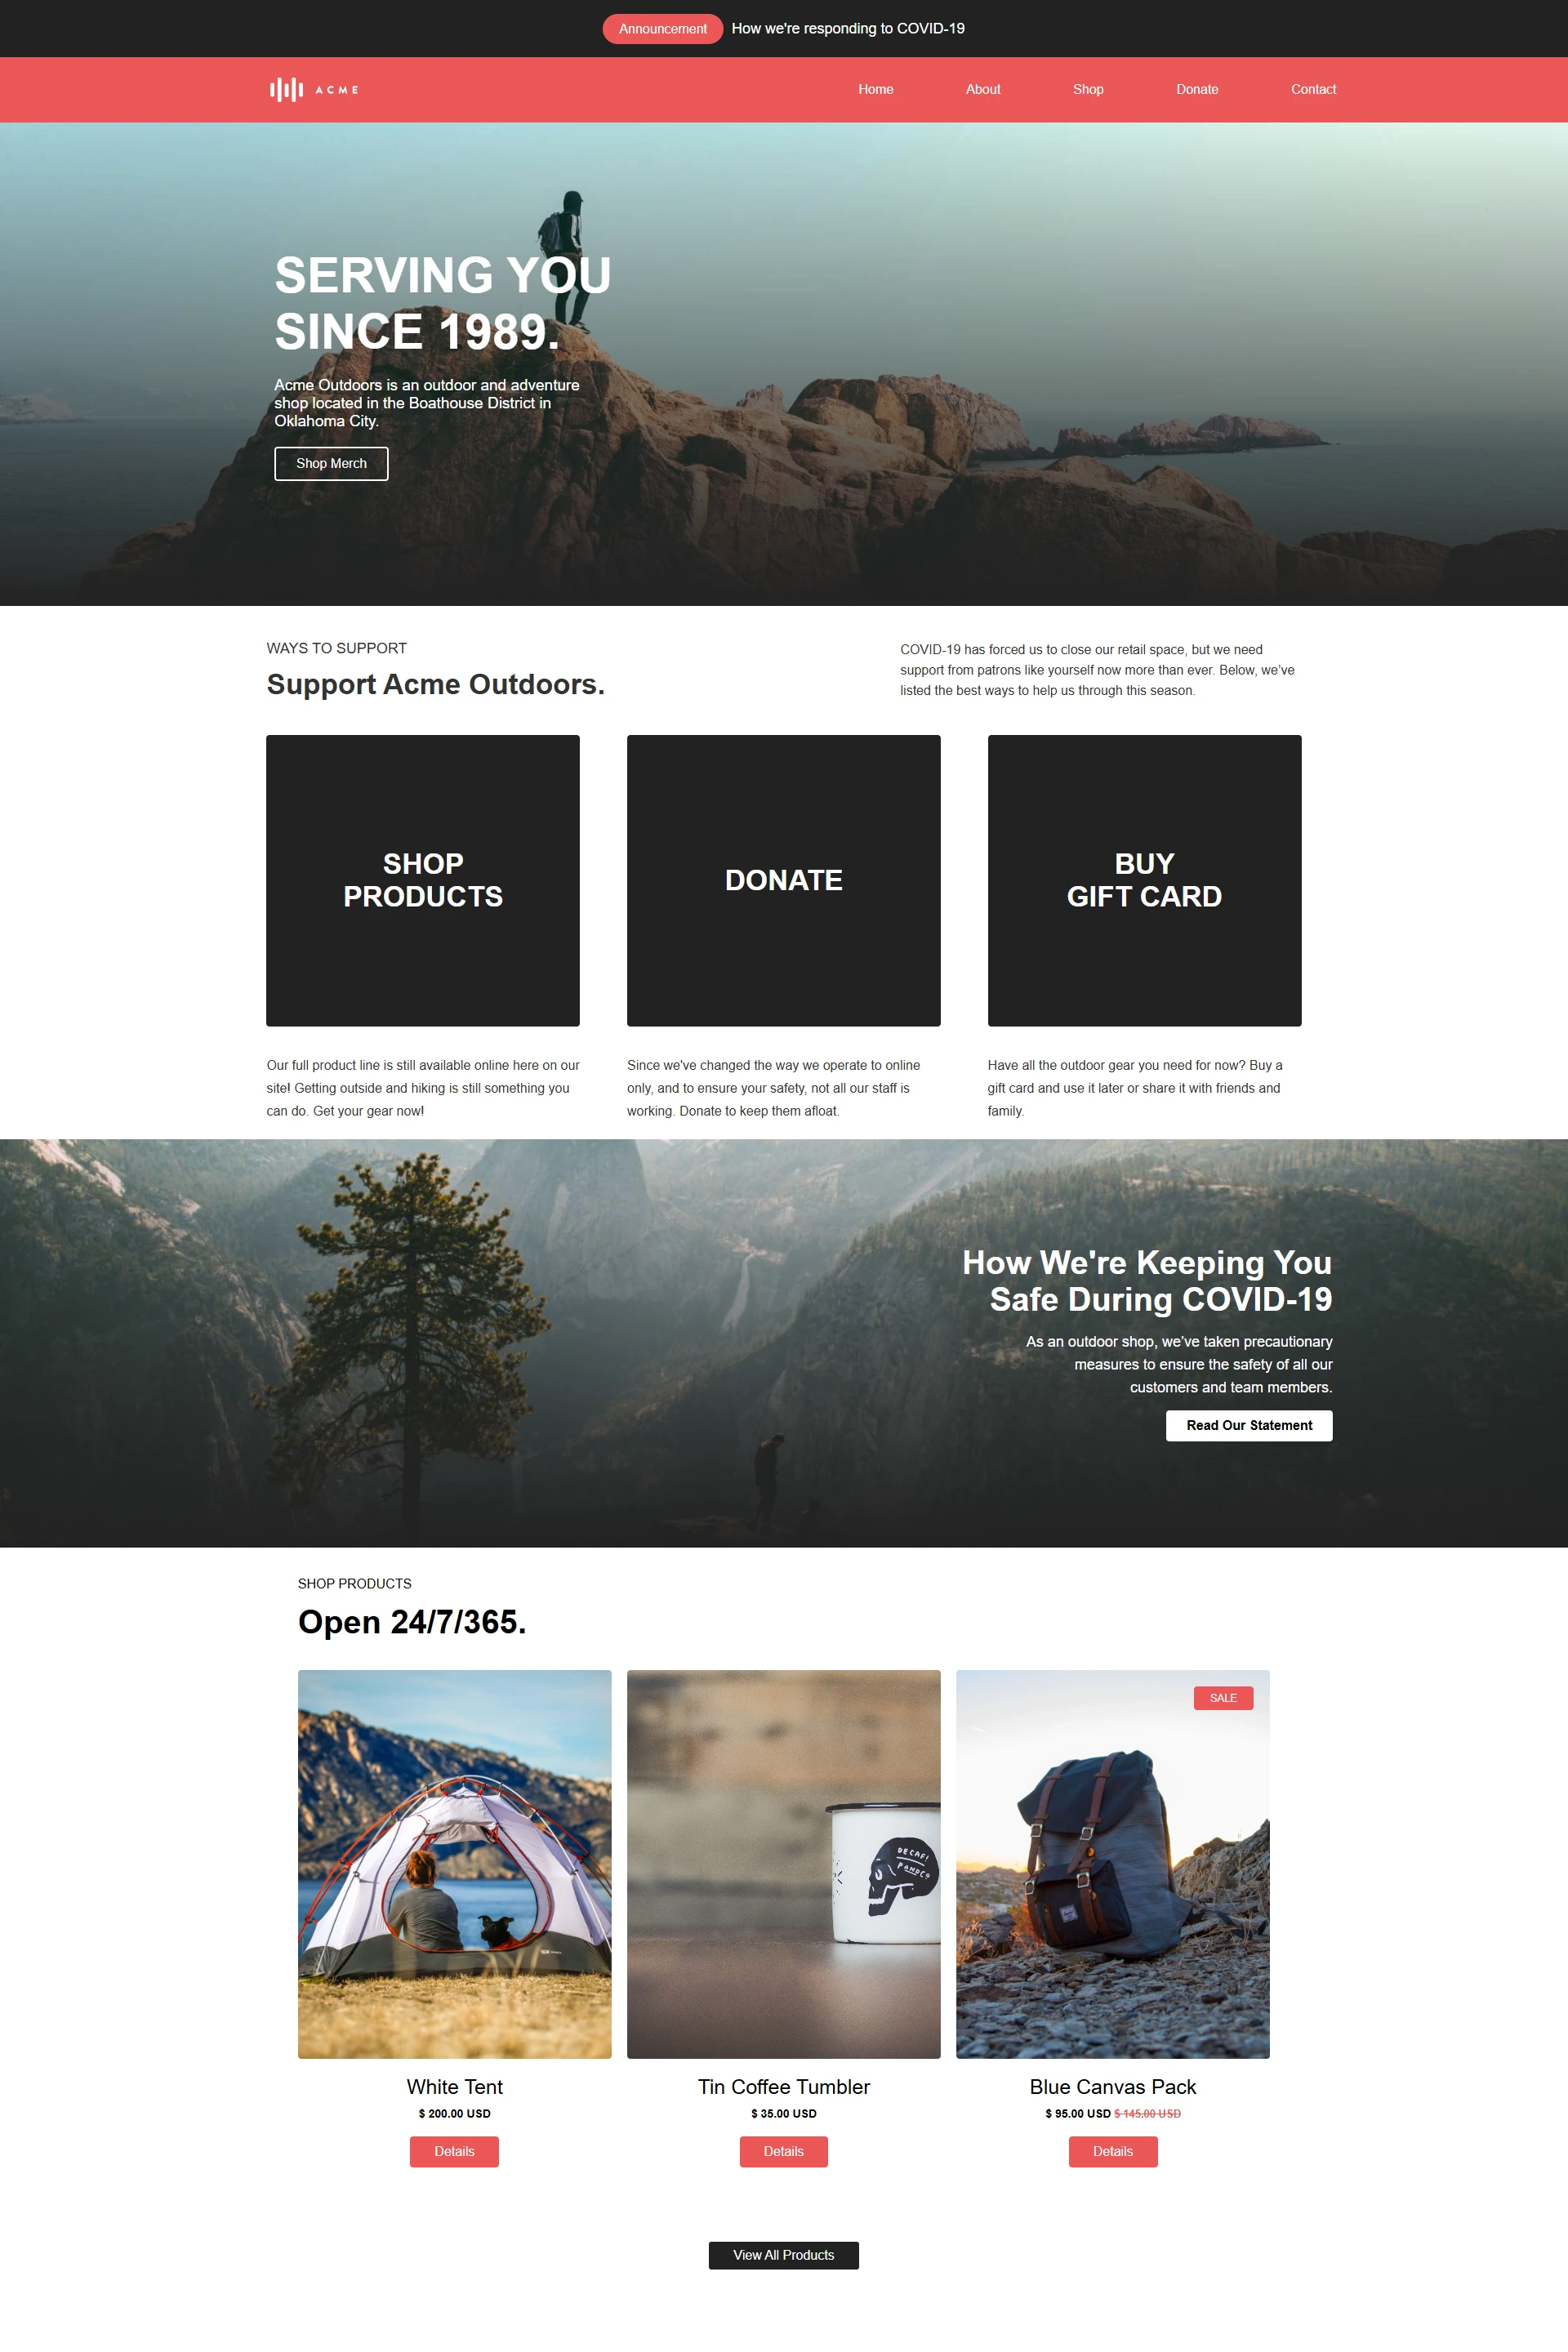 Announcement How we're responding to COVID-19
ACME Home About Shop Donate Contact
SERVING YOU
SINCE 1989.
Acme Outdoors is an outdoor and adventure
shop located in the Boathouse District in
Oklahoma City.
Shop Merch
WAYS TO SUPPORT
Support Acme Outdoors.
COVID-19 has forced us to close our retail space, but we need
support from patrons like yourself now more than ever. Below, we’ve
listed the best ways to help us through this season.
SHOP
PRODUCTS
Our full product line is still available online here on our
site! Getting outside and hiking is still something you
can do. Get your gear now!
DONATE
Since we've changed the way we operate to online
only, and to ensure your safety, not all our staff is
working. Donate to keep them afloat.
BUY
GIFT CARD
Have all the outdoor gear you need for now? Buy a
gift card and use it later or share it with friends and
family.
How We're Keeping You
Safe During COVID-19
As an outdoor shop, we’ve taken precautionary
measures to ensure the safety of all our
customers and team members.
Read Our Statement
SHOP PRODUCTS
Open 24/7/365.
White Tent
$ 200.00 USD
Details
DECAF!
PANDCO
Tin Coffee Tumbler
$ 35.00 USD
Details
SALE
Blue Canvas Pack
$ 95.00 USD $ 145.00 USD
Details
View All Products